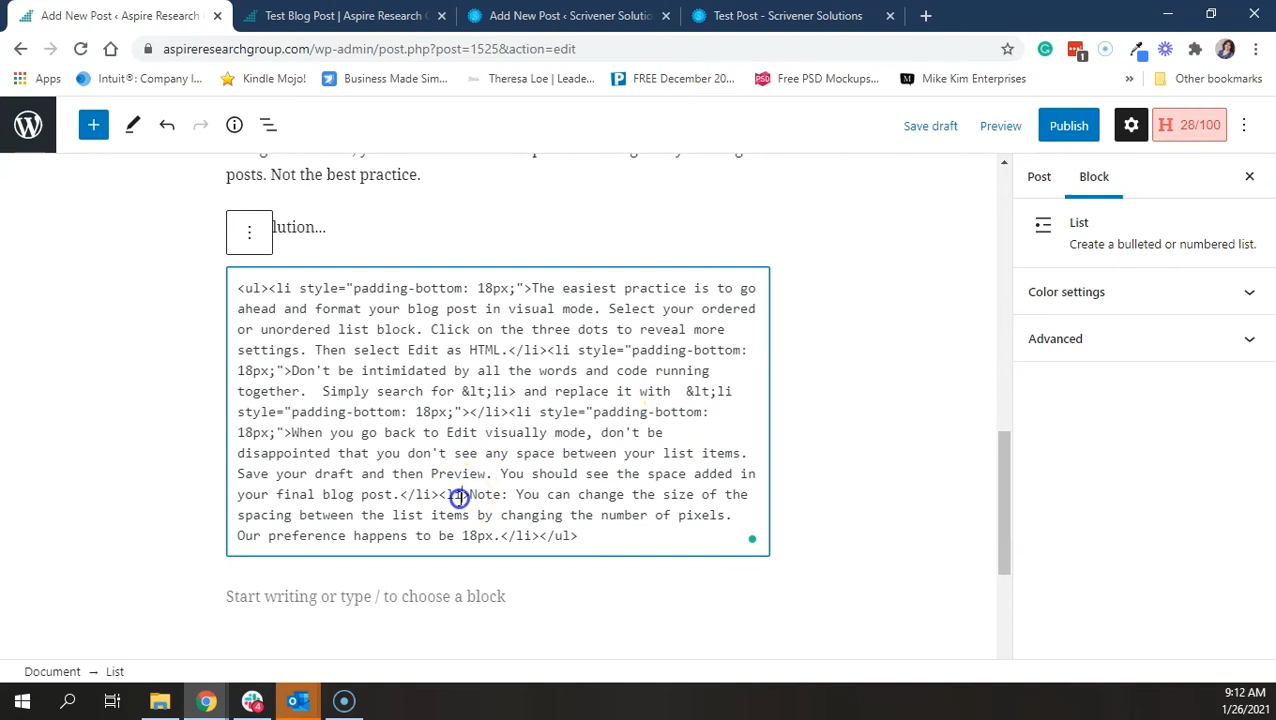 Add New Post ‹ Aspire Research G
Test Blog Post | Aspire Research G
Add New Post ‹ Scrivener Solutio
Test Post - Scrivener Solutions
aspireresearchgroup.com/wp-admin/post.php?post=1525&action=edit
1
Apps
Intuit®: Company I...
Kindle Mojo!
Business Made Sim...
Theresa Loe | Leade...
FREE December 20...
Free PSD Mockups...
Mike Kim Enterprises
Other bookmarks
Save draft
Preview
Publish
H 28/100
posts. Not the best practice.
lution...
<ul><li style="padding-bottom: 18px;">The easiest practice is to go
ahead and format your blog post in visual mode. Select your ordered
or unordered list block. Click on the three dots to reveal more
settings. Then select Edit as HTML.</li><li style="padding-bottom:
18px;">Don't be intimidated by all the words and code running
together.  Simply search for &lt;li> and replace it with  &lt;li
style="padding-bottom: 18px;"></li><li style="padding-bottom:
18px;">When you go back to Edit visually mode, don't be
disappointed that you don't see any space between your list items.
Save your draft and then Preview. You should see the space added in
your final blog post.</li><li>Note: You can change the size of the
spacing between the list items by changing the number of pixels.
Our preference happens to be 18px.</li></ul>
Start writing or type / to choose a block
Post
Block
List
Create a bulleted or numbered list.
Color settings
Advanced
Document → List
9:12 AM
1/26/2021